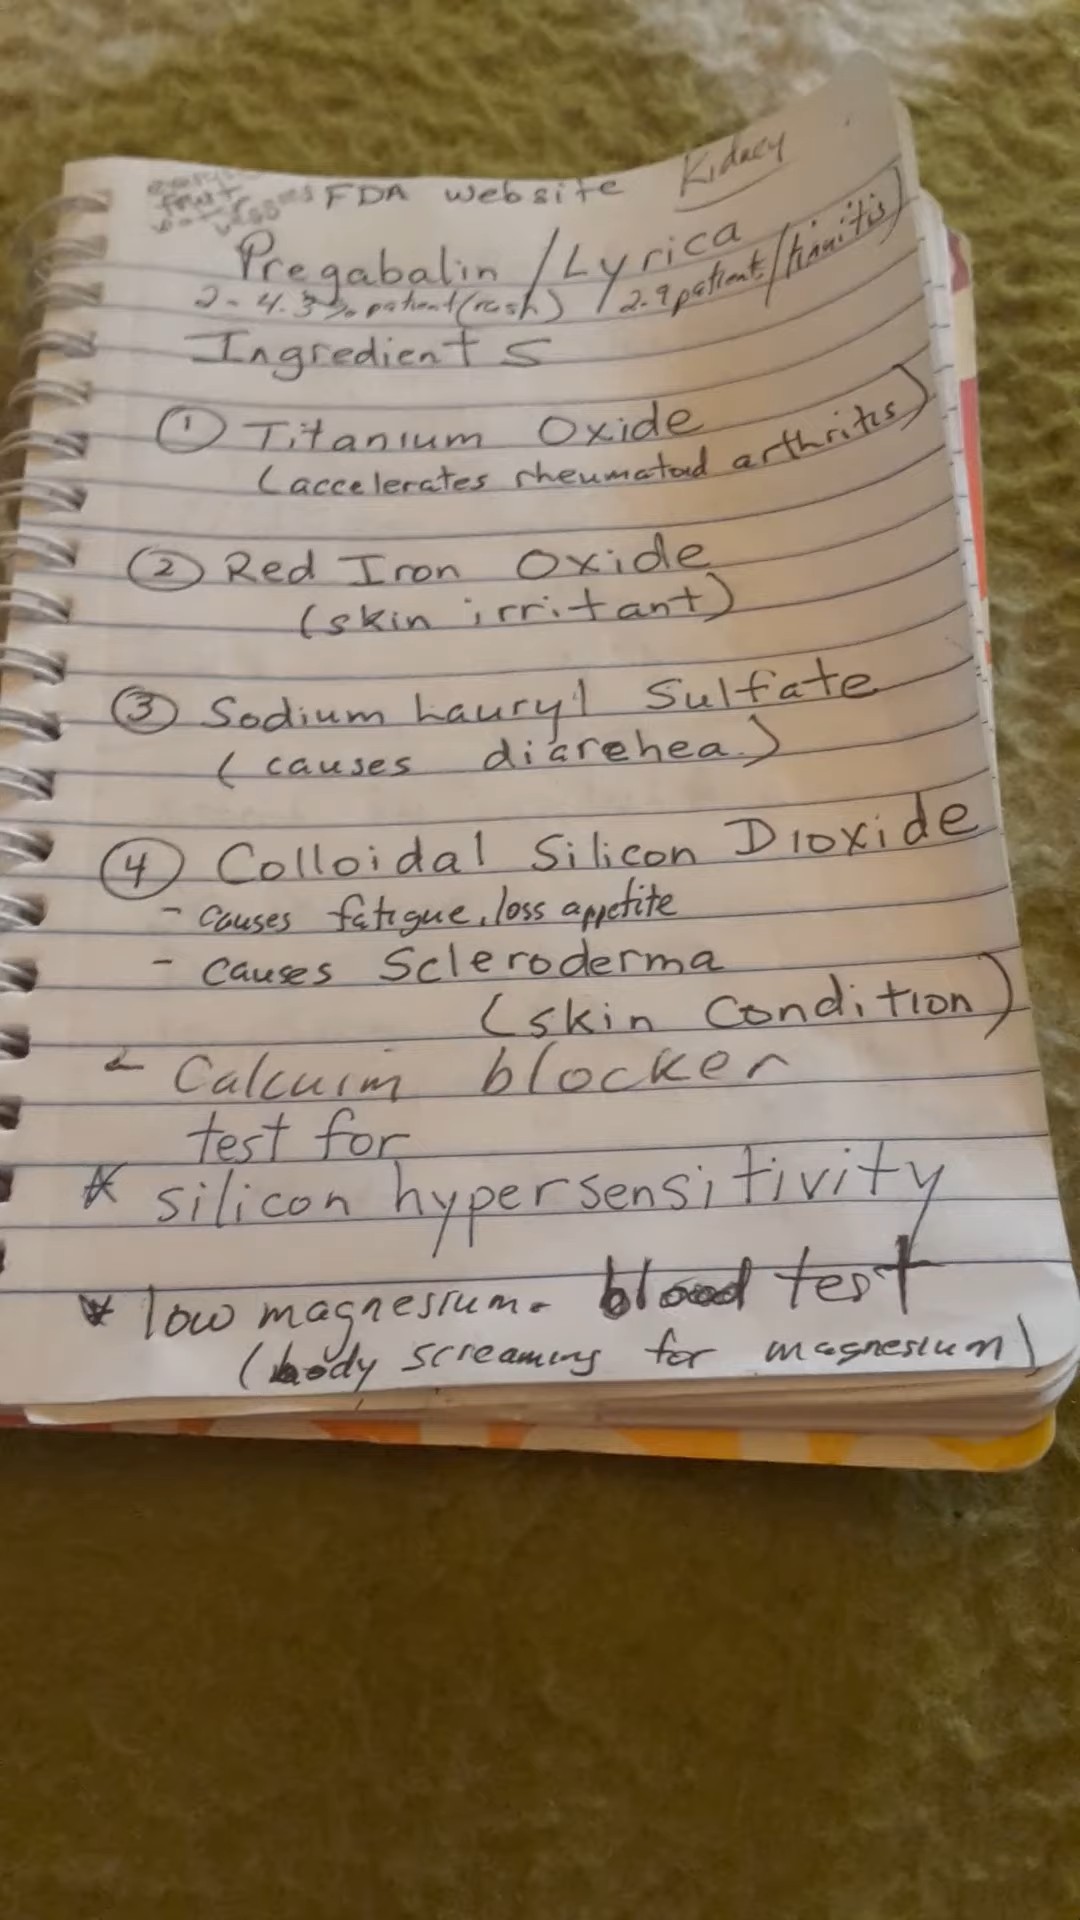 FDA website Kidney
Pregabalin / Lyrica
2-4.3% patient (rash) 2.9 patient / tinnitis)
Ingredients
① Titanium Oxide
(accelerates rheumatoid arthritis)
② Red Iron Oxide
(skin irritant)
③ Sodium Lauryl Sulfate
(causes diarehea.)
④ Colloidal Silicon Dioxide
- causes fatigue, loss appetite
- causes Scleroderma
(skin Condition)
- Calcuim blocker
test for
* silicon hypersensitivity
* low magnesium. blood test
(body screaming for magnesium)